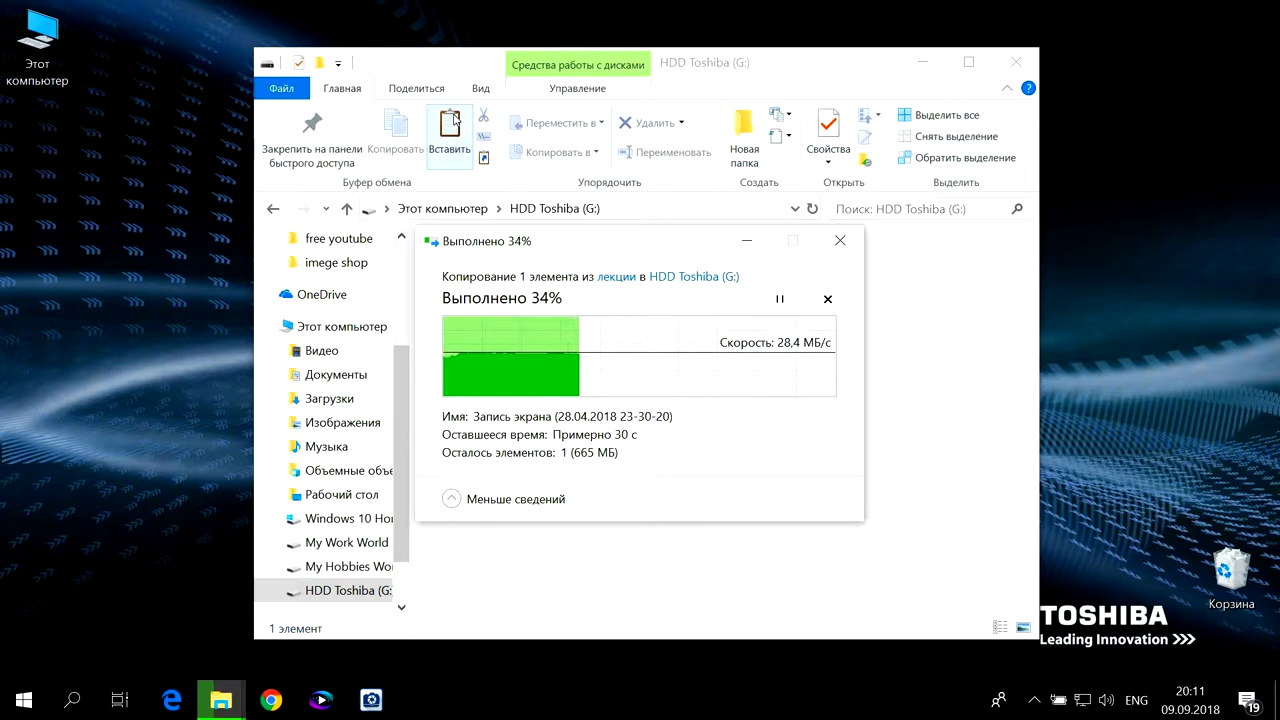 Этот
компьютер
Средства работы с дисками
HDD Toshiba (G:)
Файл
Главная
Поделиться
Вид
Управление
Закрепить на панели
быстрого доступа
Копировать
Вставить
Переместить в
Копировать в
Удалить
Переименовать
Новая
папка
Свойства
Выделить все
Снять выделение
Обратить выделение
Буфер обмена
Упорядочить
Создать
Открыть
Выделить
Этот компьютер
HDD Toshiba (G:)
Поиск: HDD Toshiba (G:)
free youtube
imege shop
OneDrive
Этот компьютер
Видео
Документы
Загрузки
Изображения
Музыка
Объемные объе
Рабочий стол
Windows 10 Hor
My Work World
My Hobbies Wor
HDD Toshiba (G:
1 элемент
Выполнено 34%
Копирование 1 элемента из лекции в HDD Toshiba (G:)
Выполнено 34%
Скорость: 28,4 МБ/с
Имя: Запись экрана (28.04.2018 23-30-20)
Оставшееся время: Примерно 30 с
Осталось элементов: 1 (665 МБ)
Меньше сведений
Корзина
TOSHIBA
Leading Innovation >>>
ENG
20:11
09.09.2018
19